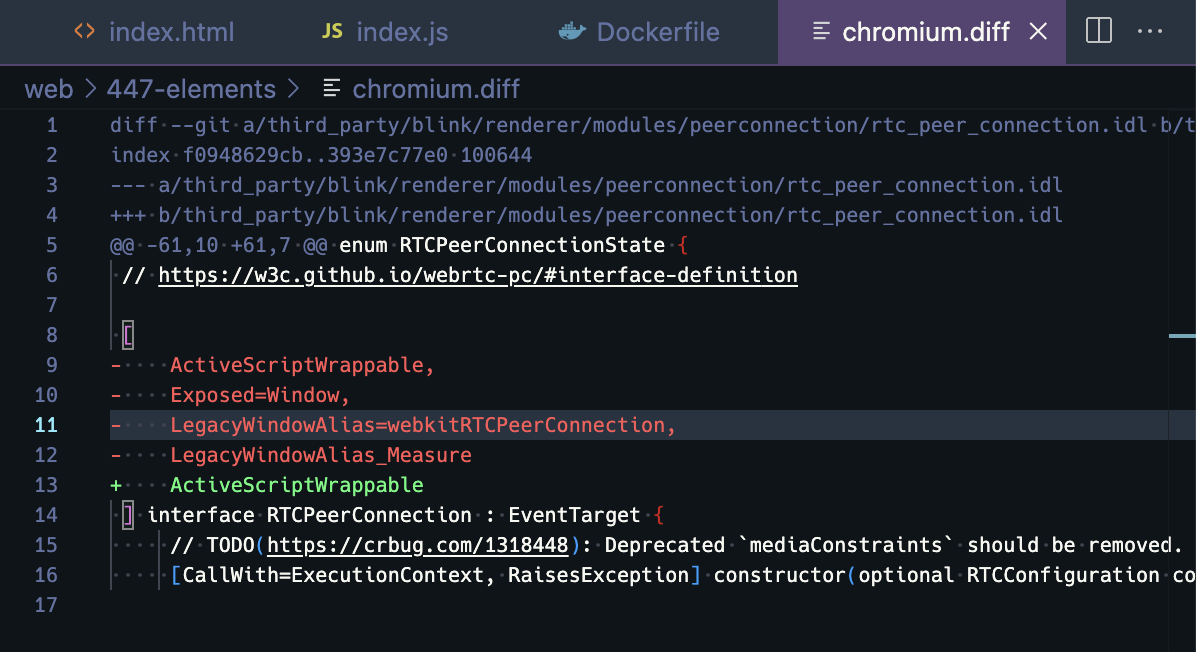 index.html JS index.js Dockerfile chromium.diff
web > 447-elements > chromium.diff
1 diff --git a/third_party/blink/renderer/modules/peerconnection/rtc_peer_connection.idl b/t
2 index f0948629cb..393e7c77e0 100644
3 --- a/third_party/blink/renderer/modules/peerconnection/rtc_peer_connection.idl
4 +++ b/third_party/blink/renderer/modules/peerconnection/rtc_peer_connection.idl
5 @@ -61,10 +61,7 @@ enum RTCPeerConnectionState {
6 // https://w3c.github.io/webrtc-pc/#interface-definition
7
8 [
9 -    ActiveScriptWrappable,
10 -    Exposed=Window,
11 -    LegacyWindowAlias=webkitRTCPeerConnection,
12 -    LegacyWindowAlias_Measure
13 +    ActiveScriptWrappable
14 ] interface RTCPeerConnection : EventTarget {
15     // TODO(https://crbug.com/1318448): Deprecated `mediaConstraints` should be removed.
16     [CallWith=ExecutionContext, RaisesException] constructor(optional RTCConfiguration co
17